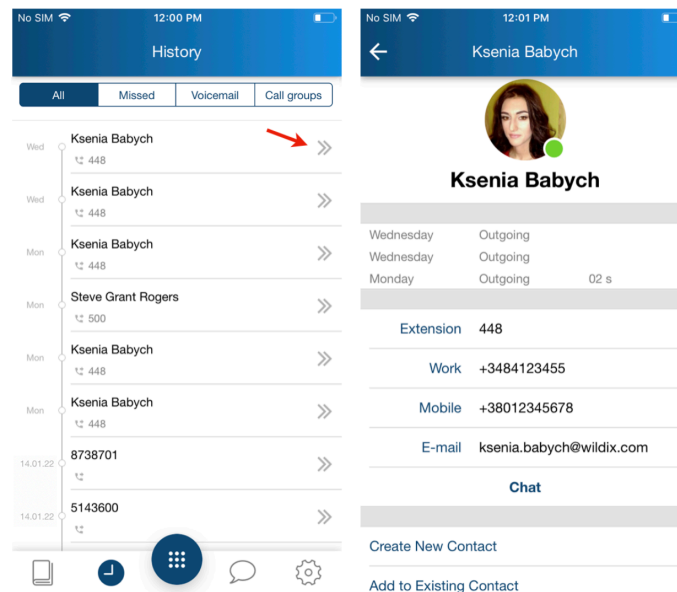 No SIM 12:00 PM
History
All Missed Voicemail Call groups
Wed Ksenia Babych
448
Wed Ksenia Babych
448
Mon Ksenia Babych
448
Mon Steve Grant Rogers
500
Mon Ksenia Babych
448
Mon Ksenia Babych
448
14.01.22 8738701
14.01.22 5143600
No SIM 12:01 PM
Ksenia Babych
Ksenia Babych
Wednesday Outgoing
Wednesday Outgoing
Monday Outgoing 02 s
Extension 448
Work +3484123455
Mobile +38012345678
E-mail ksenia.babych@wildix.com
Chat
Create New Contact
Add to Existing Contact